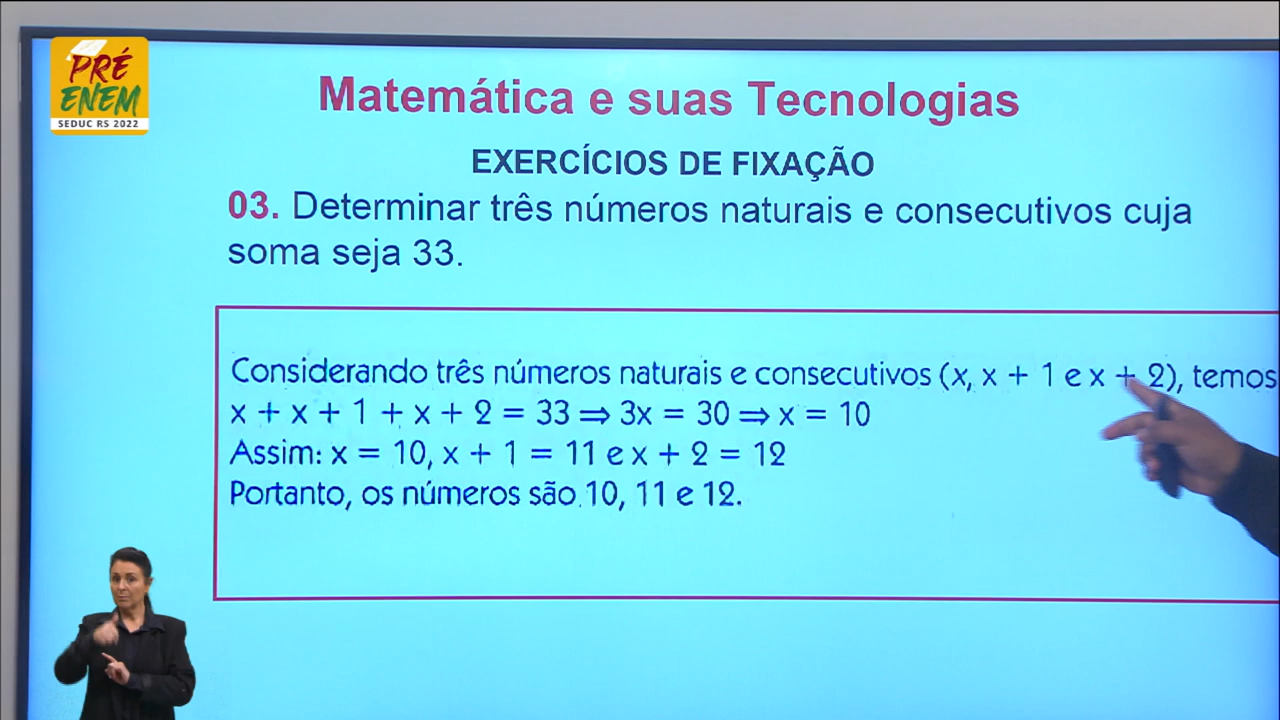 PRÉ
ENEM
SEDUC RS 2022
Matemática e suas Tecnologias
EXERCÍCIOS DE FIXAÇÃO
03. Determinar três números naturais e consecutivos cuja
soma seja 33.
Considerando três números naturais e consecutivos (x, x + 1 e x + 2), temos
x + x + 1 + x + 2 = 33 ⇒ 3x = 30 ⇒ x = 10
Assim: x = 10, x + 1 = 11 e x + 2 = 12
Portanto, os números são 10, 11 e 12.